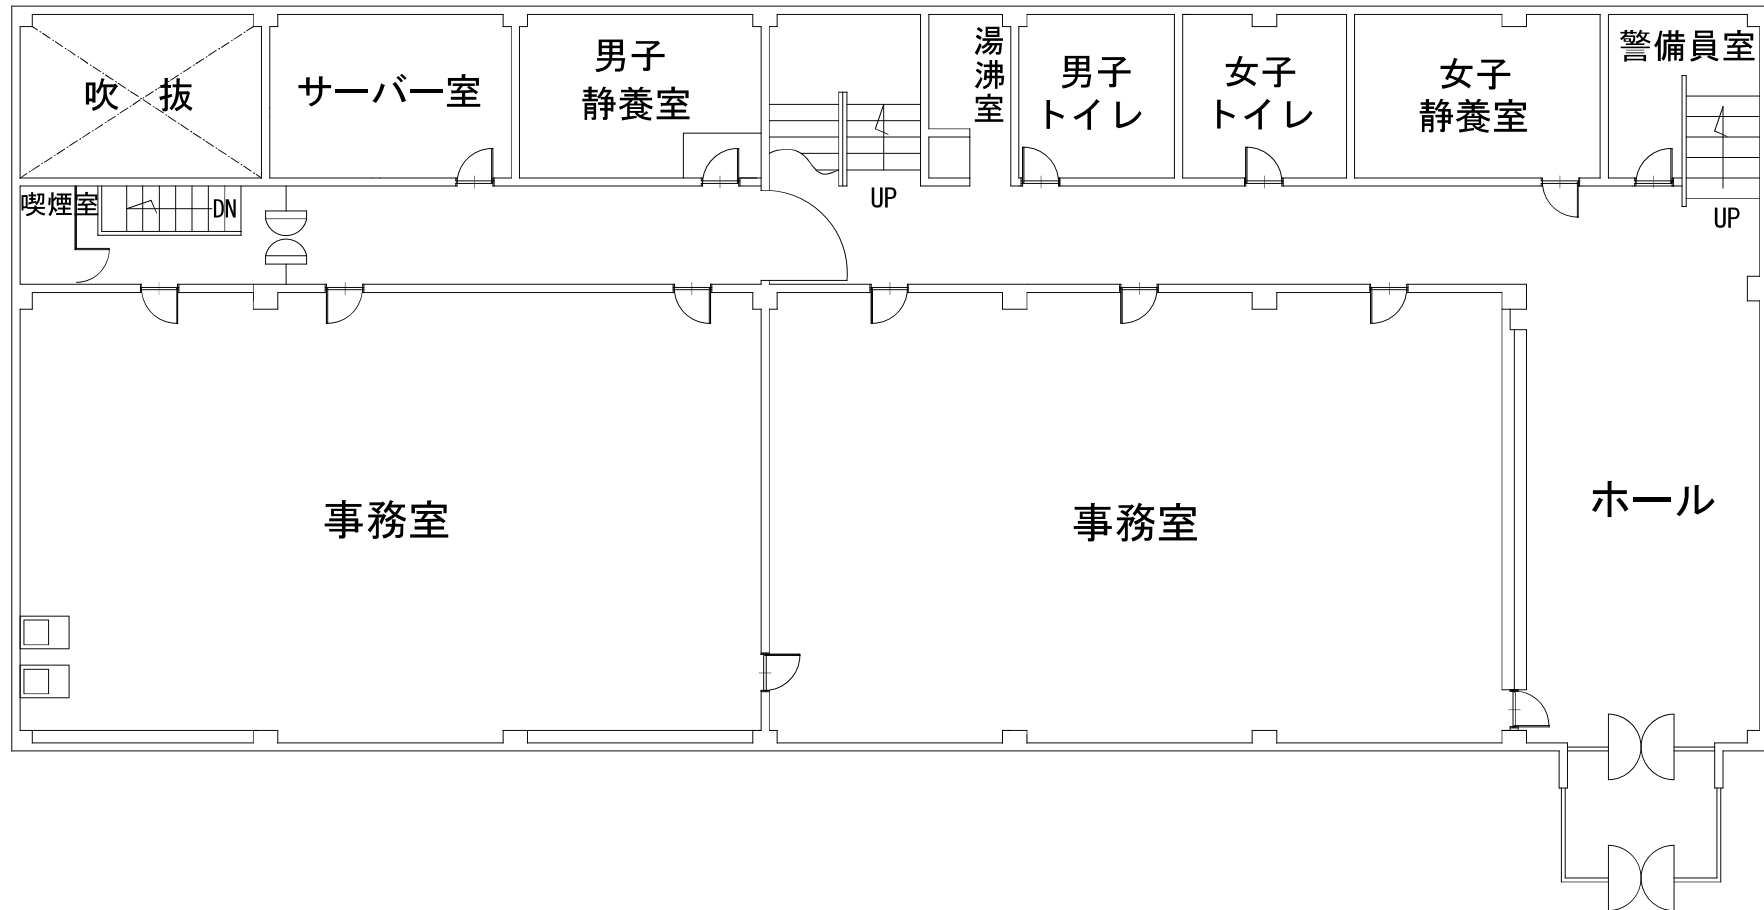 吹 抜
サーバー室
男子
静養室
湯沸室
男子
トイレ
女子
トイレ
女子
静養室
警備員室
喫煙室
DN
UP
UP
事務室
事務室
ホール